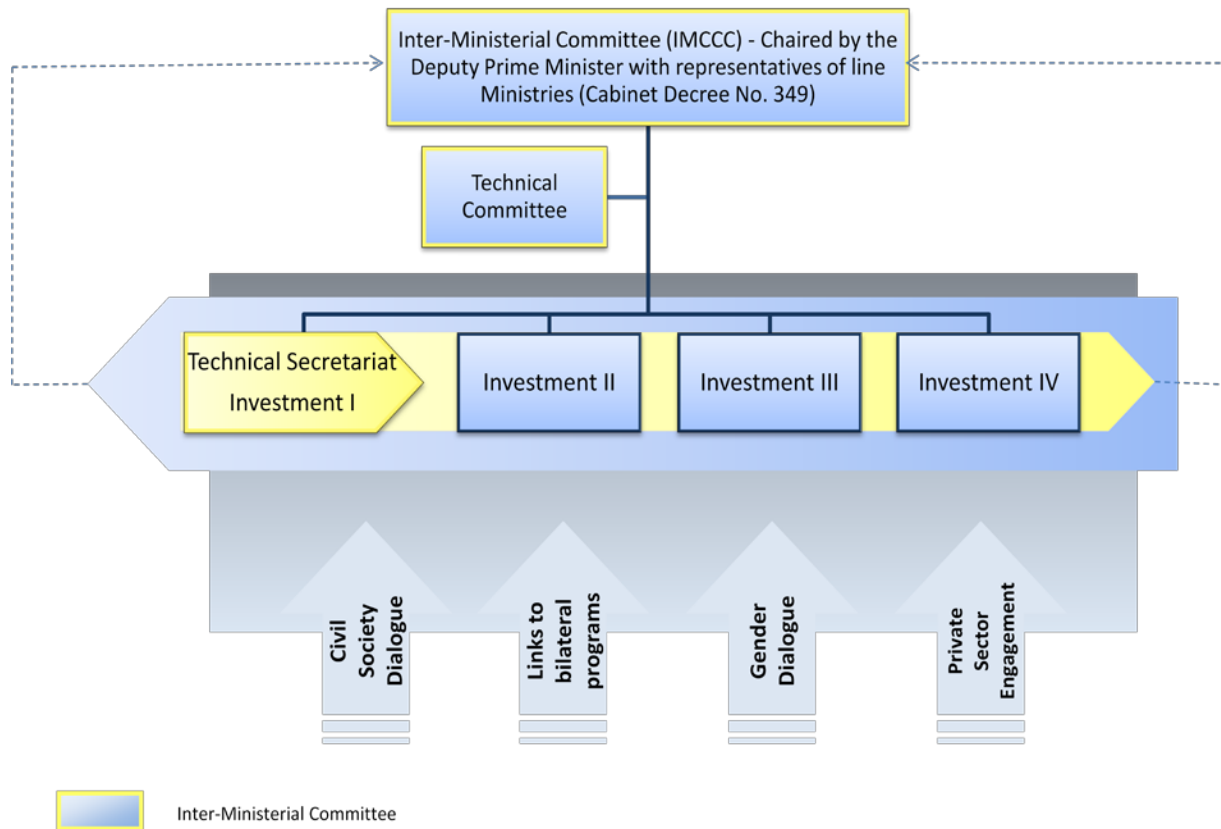 Inter-Ministerial Committee (IMCCC) - Chaired by the
Deputy Prime Minister with representatives of line
Ministries (Cabinet Decree No. 349)
Technical
Committee
Technical Secretariat
Investment I
Investment II
Investment III
Investment IV
Civil
Society
Dialogue
Links to
bilateral
programs
Gender
Dialogue
Private
Sector
Engagement
Inter-Ministerial Committee